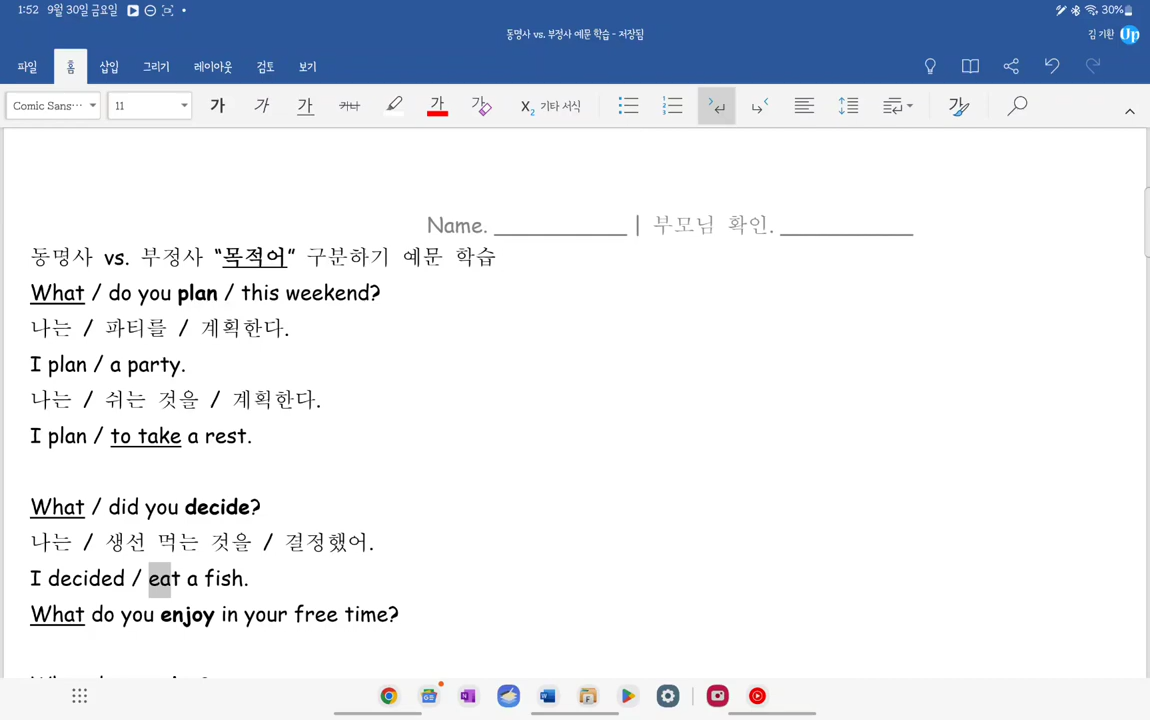 1:52 9월 30일 금요일 30%
동명사 vs. 부정사 예문 학습 - 저장됨
김 기환 Up
파일 홈 삽입 그리기 레이아웃 검토 보기
Comic Sans··· 11 가 가 가 가나 가 가 X₂ 기타 서식 가
Name. ____________ | 부모님 확인. ____________
동명사 vs. 부정사 “목적어” 구분하기 예문 학습
What / do you plan / this weekend?
나는 / 파티를 / 계획한다.
I plan / a party.
나는 / 쉬는 것을 / 계획한다.
I plan / to take a rest.
What / did you decide?
나는 / 생선 먹는 것을 / 결정했어.
I decided / eat a fish.
What do you enjoy in your free time?